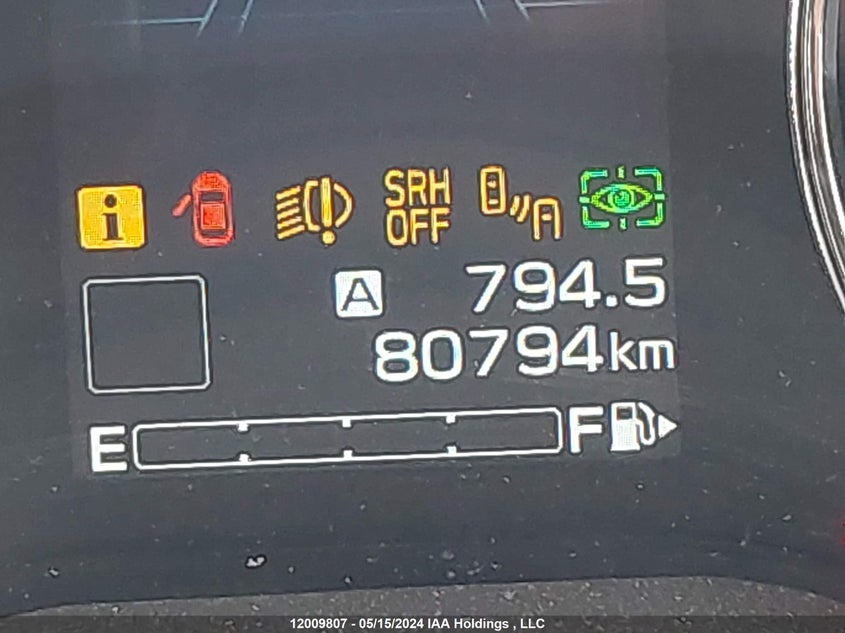 i
SRH
OFF
A 794.5
80794km
E F
12009807 - 05/15/2024 IAA Holdings , LLC